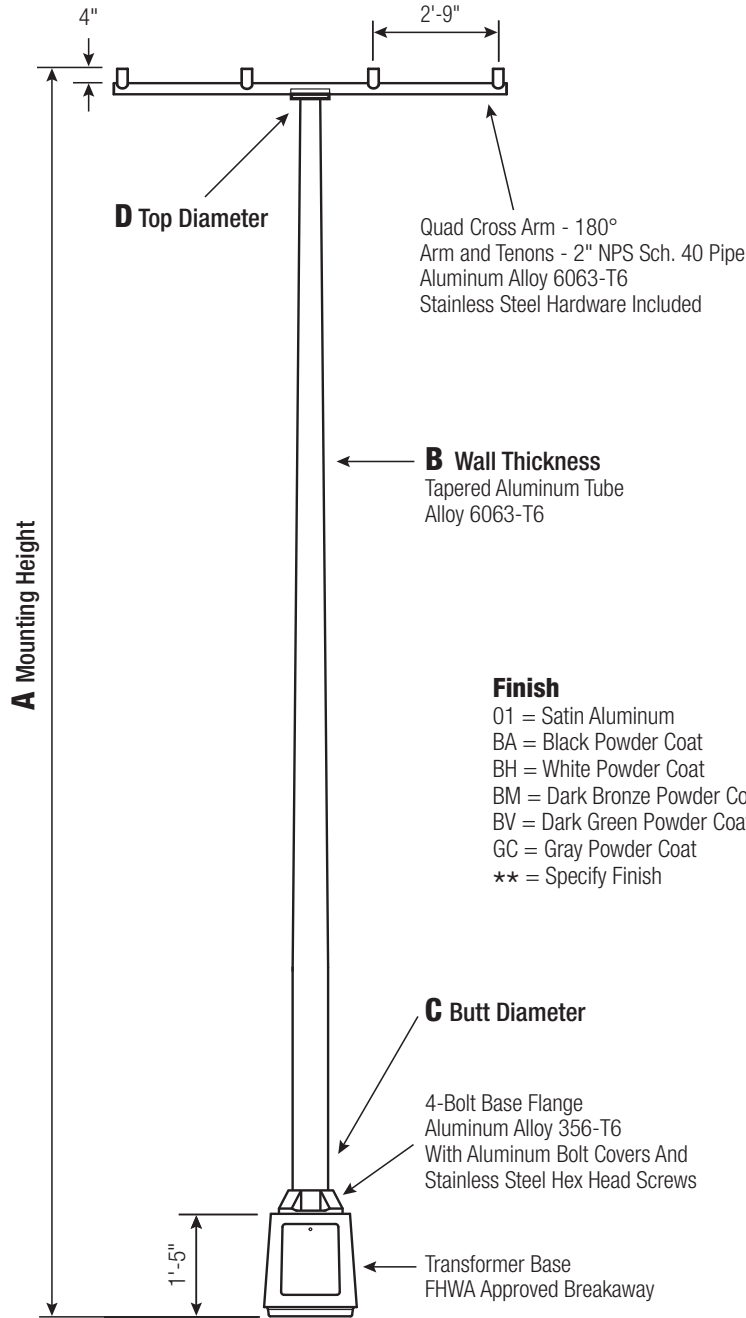 4"
2'-9"
D Top Diameter
Quad Cross Arm - 180°
Arm and Tenons - 2" NPS Sch. 40 Pipe
Aluminum Alloy 6063-T6
Stainless Steel Hardware Included
B Wall Thickness
Tapered Aluminum Tube
Alloy 6063-T6
A Mounting Height
Finish
01 = Satin Aluminum
BA = Black Powder Coat
BH = White Powder Coat
BM = Dark Bronze Powder Co
BV = Dark Green Powder Coat
GC = Gray Powder Coat
** = Specify Finish
C Butt Diameter
4-Bolt Base Flange
Aluminum Alloy 356-T6
With Aluminum Bolt Covers And
Stainless Steel Hex Head Screws
1'-5"
Transformer Base
FHWA Approved Breakaway